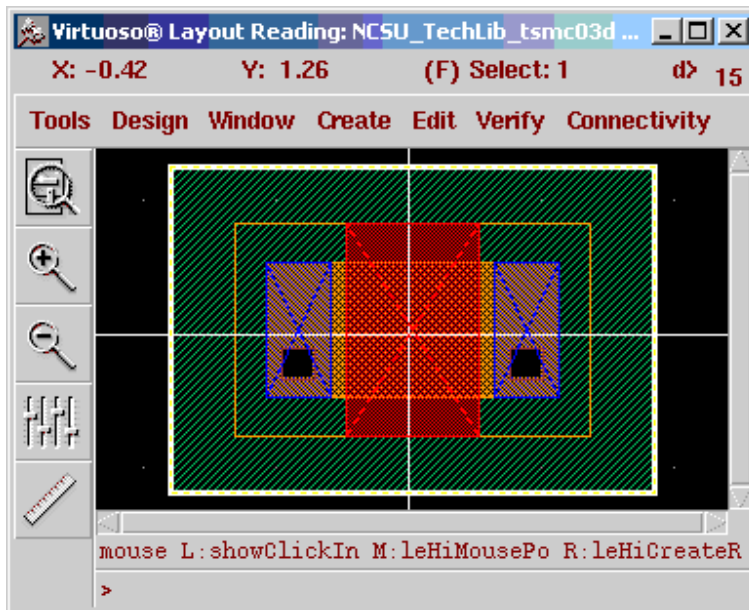 Virtuoso® Layout Reading: NCSU_TechLib_tsmc03d ...
X: -0.42 Y: 1.26 (F) Select: 1 d> 15
Tools Design Window Create Edit Verify Connectivity
mouse L:showClickIn M:leHiMousePo R:leHiCreateR
>